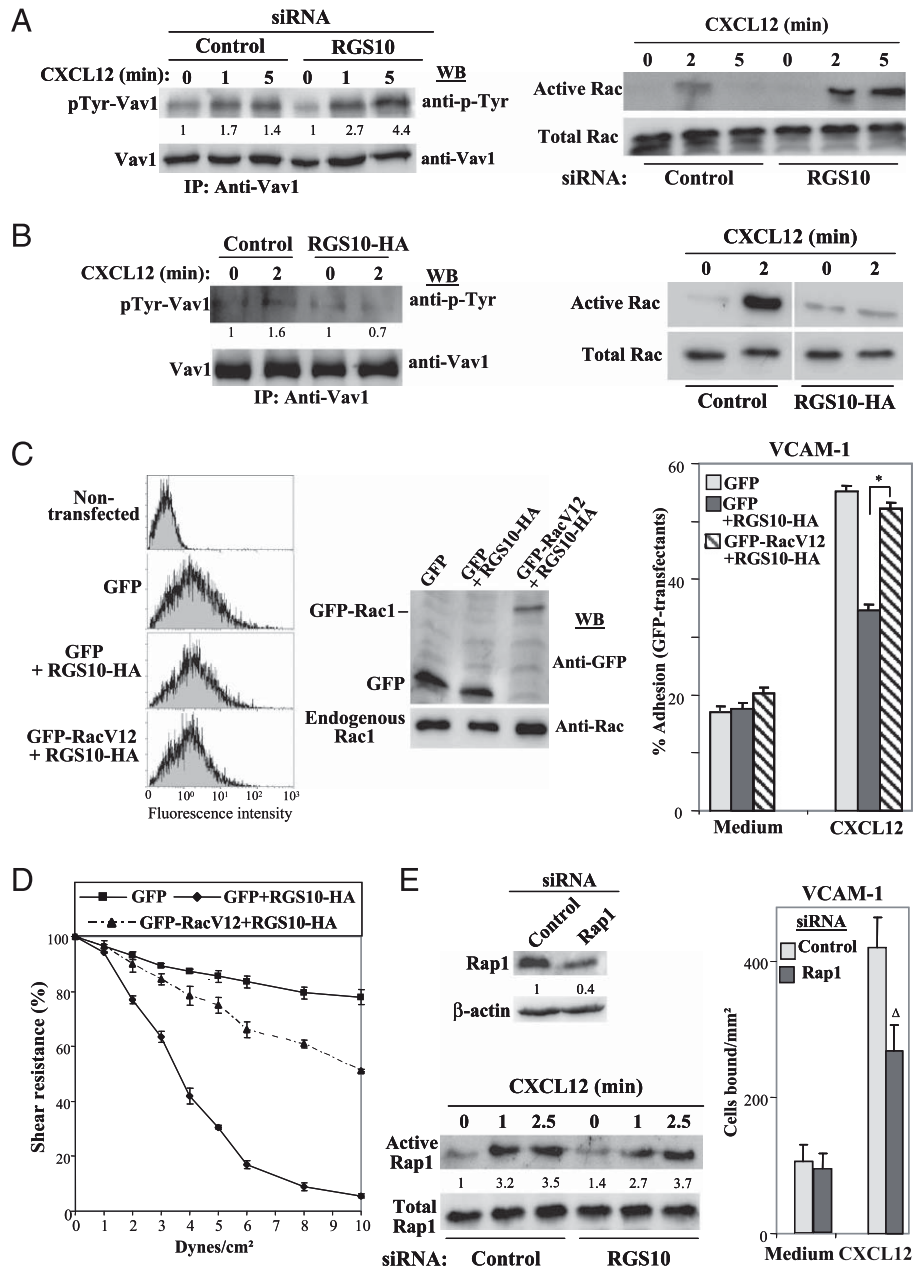 A
siRNA
Control RGS10
CXCL12 (min): 0 1 5 0 1 5 WB
pTyr-Vav1 anti-p-Tyr
1 1.7 1.4 1 2.7 4.4
Vav1 anti-Vav1
IP: Anti-Vav1
CXCL12 (min)
0 2 5 0 2 5
Active Rac
Total Rac
siRNA: Control RGS10
B
Control RGS10-HA
CXCL12 (min): 0 2 0 2 WB
pTyr-Vav1 anti-p-Tyr
1 1.6 1 0.7
Vav1 anti-Vav1
IP: Anti-Vav1
CXCL12 (min)
0 2 0 2
Active Rac
Total Rac
Control RGS10-HA
C
Non-
transfected
GFP
GFP
+ RGS10-HA
GFP-RacV12
+ RGS10-HA
0 10⁰ 10¹ 10² 10³
Fluorescence intensity
GFP
GFP
+ RGS10-HA
GFP-RacV12
+ RGS10-HA
GFP-Rac1–
WB
Anti-GFP
GFP
Endogenous
Rac1
Anti-Rac
VCAM-1
60
40
20
0
% Adhesion (GFP-transfectants)
GFP
GFP
+RGS10-HA
GFP-RacV12
+RGS10-HA
*
Medium CXCL12
D
GFP GFP+RGS10-HA
GFP-RacV12+RGS10-HA
100
80
60
40
20
0
Shear resistance (%)
0 1 2 3 4 5 6 7 8 9 10
Dynes/cm²
E
siRNA
Control Rap1
Rap1
1 0.4
β-actin
CXCL12 (min)
0 1 2.5 0 1 2.5
Active
Rap1
1 3.2 3.5 1.4 2.7 3.7
Total
Rap1
siRNA: Control RGS10
VCAM-1
siRNA
Control
Rap1
400
200
0
Cells bound/mm²
Δ
Medium CXCL12